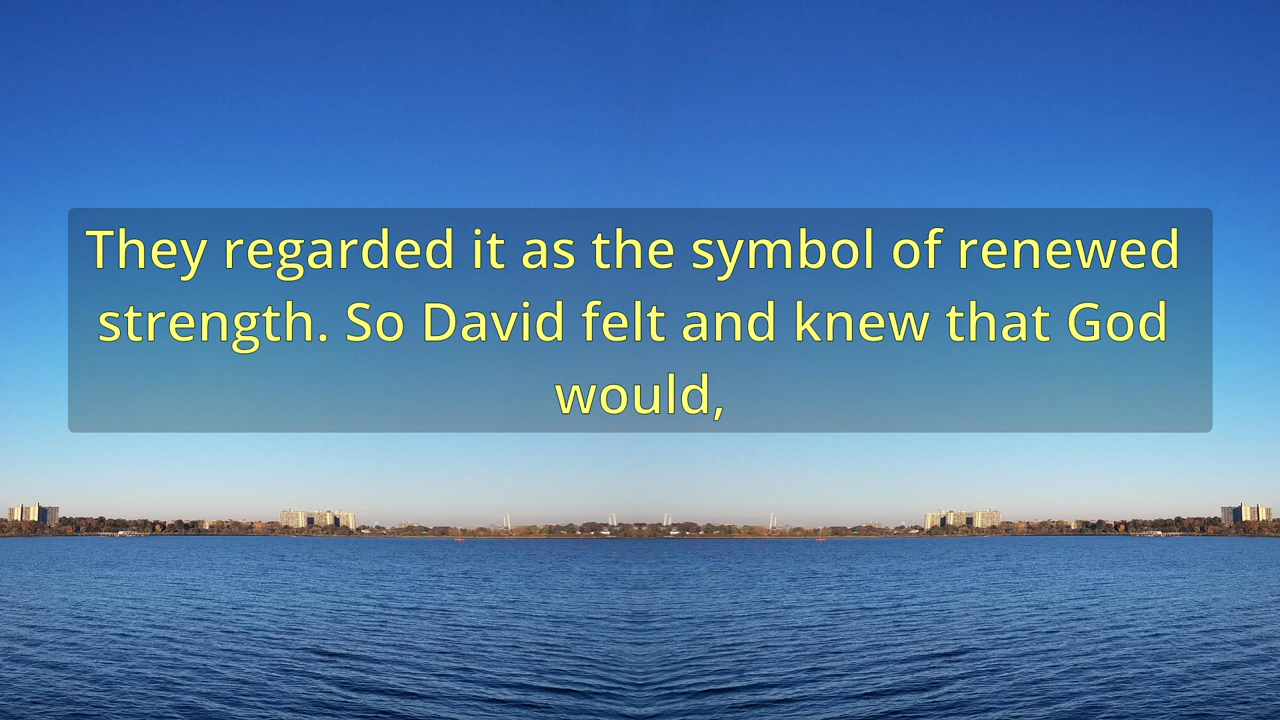 They regarded it as the symbol of renewed
strength. So David felt and knew that God
would,